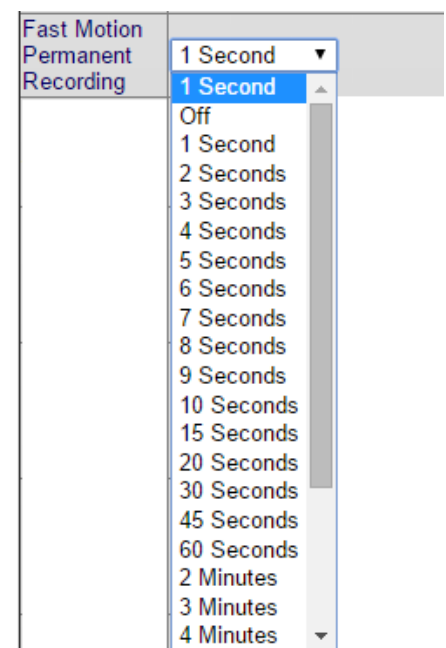 Fast Motion
Permanent
Recording
1 Second
1 Second
Off
1 Second
2 Seconds
3 Seconds
4 Seconds
5 Seconds
6 Seconds
7 Seconds
8 Seconds
9 Seconds
10 Seconds
15 Seconds
20 Seconds
30 Seconds
45 Seconds
60 Seconds
2 Minutes
3 Minutes
4 Minutes